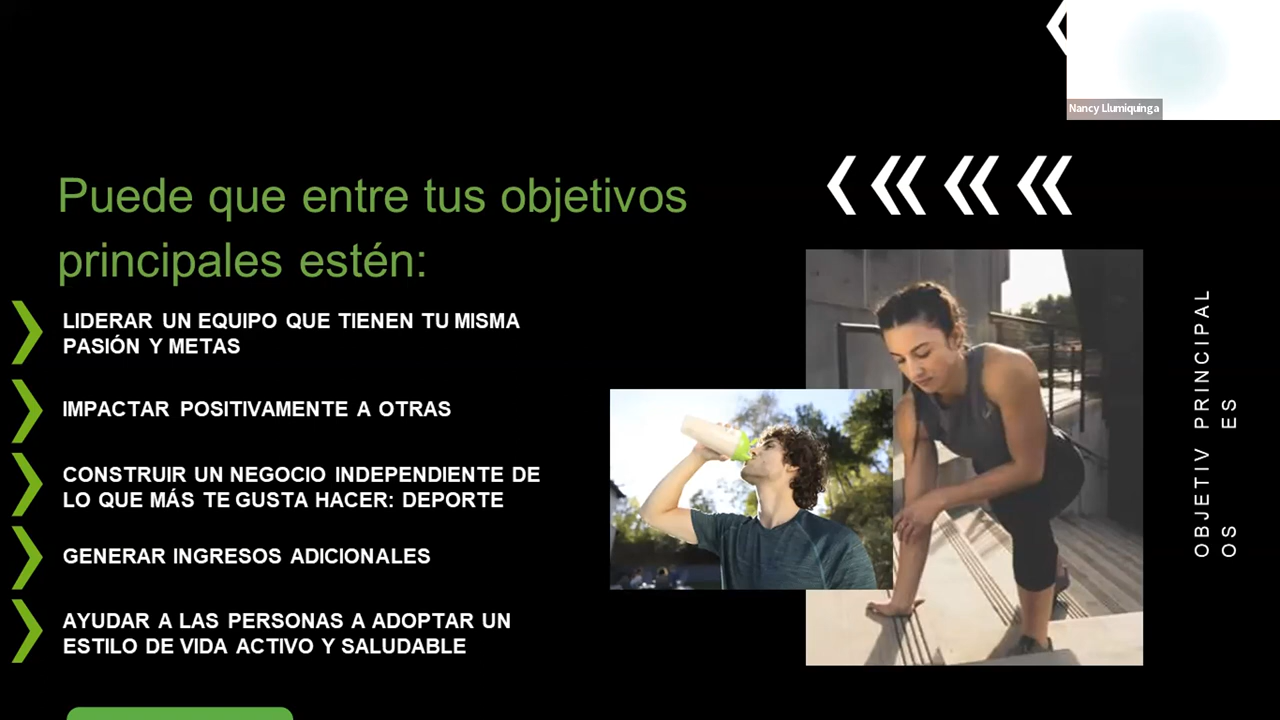 Nancy Llumiquinga
Puede que entre tus objetivos
principales estén:
LIDERAR UN EQUIPO QUE TIENEN TU MISMA
PASIÓN Y METAS
IMPACTAR POSITIVAMENTE A OTRAS
CONSTRUIR UN NEGOCIO INDEPENDIENTE DE
LO QUE MÁS TE GUSTA HACER: DEPORTE
GENERAR INGRESOS ADICIONALES
AYUDAR A LAS PERSONAS A ADOPTAR UN
ESTILO DE VIDA ACTIVO Y SALUDABLE
OBJETIV PRINCIPAL
OS ES